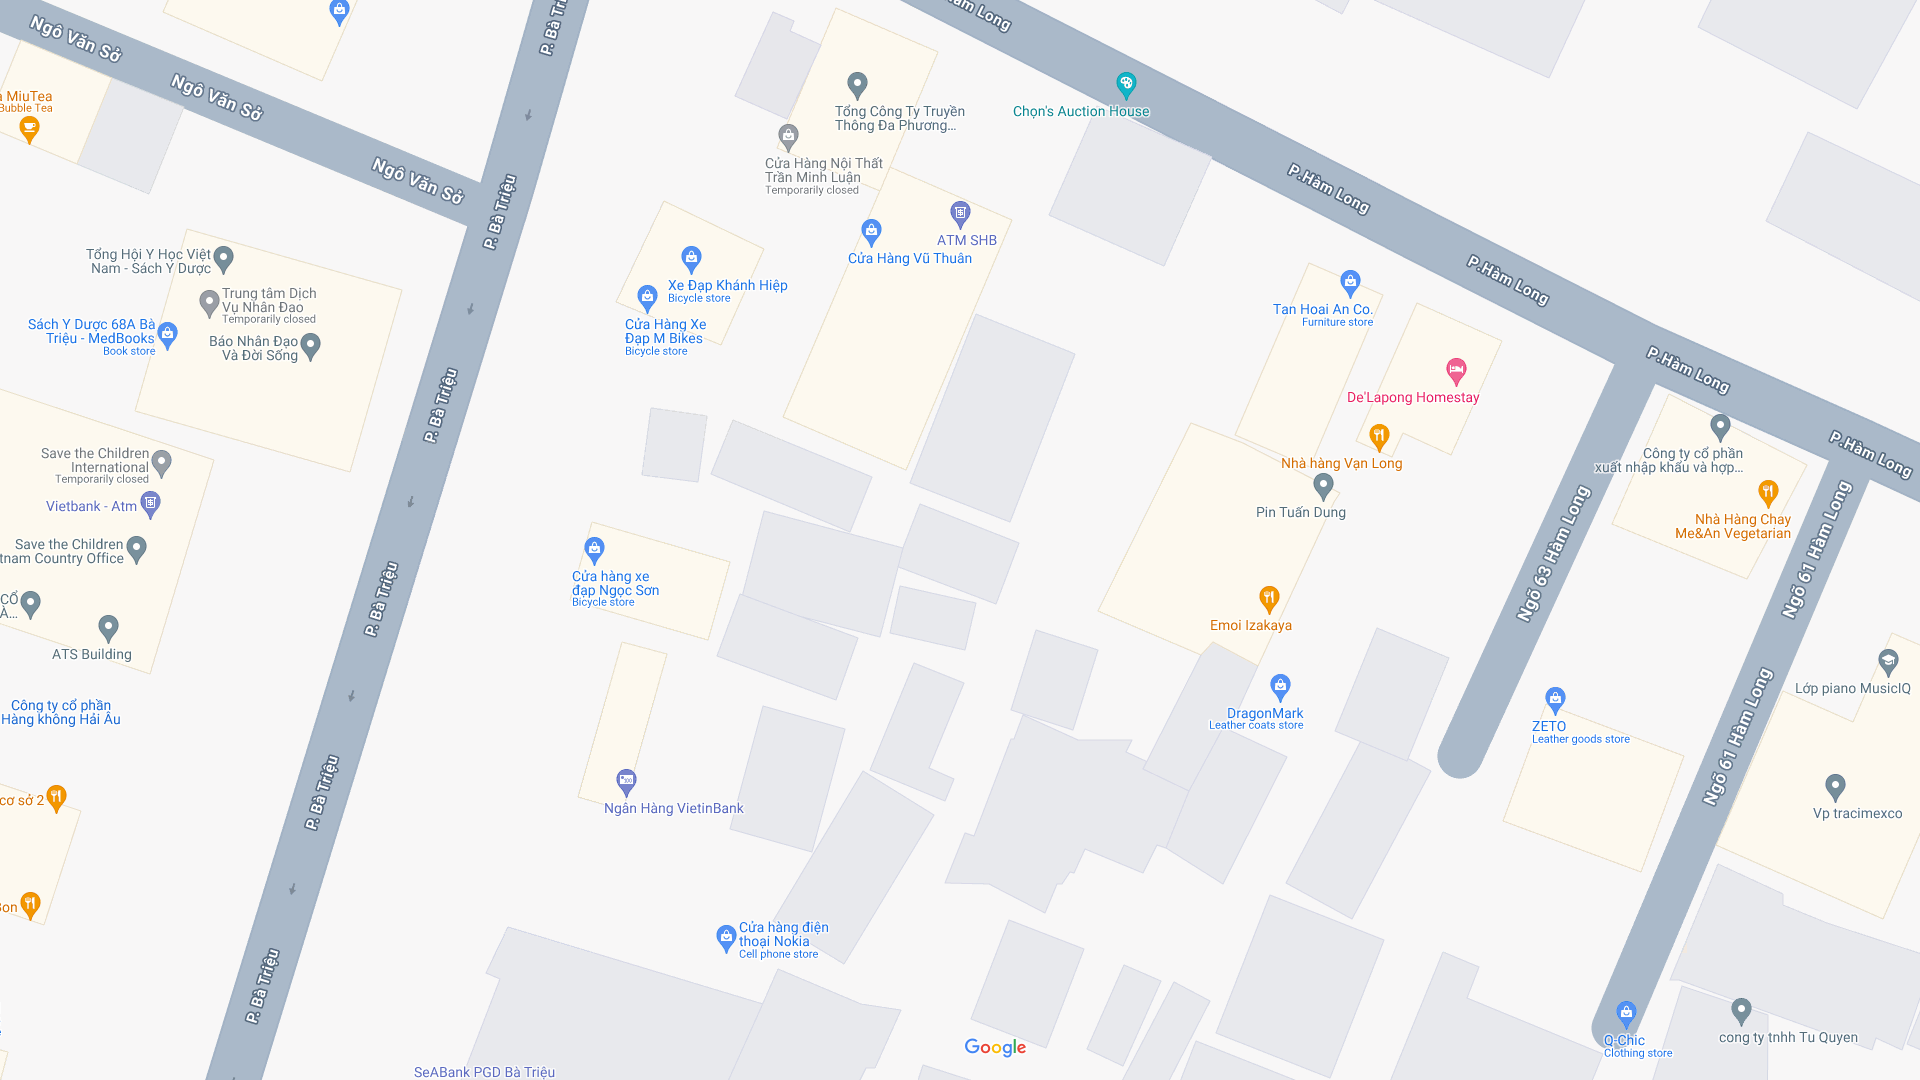 Ngô Văn Sở
Ngô Văn Sở
Ngô Văn Sở
P. Bà
P. Bà Triệu
P. Bà Triệu
P. Bà Triệu
P. Bà Triệu
P. Bà Triệu
Long
P.Hàm Long
P.Hàm Long
P.Hàm Long
P.Hàm Long
MiuTea
Bubble Tea
Tổng Công Ty Truyền
Thông Đa Phương...
Cửa Hàng Nội Thất
Trần Minh Luận
Temporarily closed
Chọn's Auction House
ATM SHB
Cửa Hàng Vũ Thuân
Tổng Hội Y Học Việt
Nam - Sách Y Dược
Trung tâm Dịch
Vụ Nhân Đạo
Temporarily closed
Sách Y Dược 68A Bà
Triệu - MedBooks
Book store
Báo Nhân Đạo
Và Đời Sống
Xe Đạp Khánh Hiệp
Bicycle store
Cửa Hàng Xe
Đạp M Bikes
Bicycle store
Tan Hoai An Co.
Furniture store
De'Lapong Homestay
Nhà hàng Vạn Long
Pin Tuấn Dung
Công ty cổ phần
xuất nhập khẩu và hợp...
Nhà Hàng Chay
Me&An Vegetarian
Ngõ 63 Hàm Long
Ngõ 61 Hàm Long
Ngõ 61 Hàm Long
Save the Children
International
Temporarily closed
Vietbank - Atm
Save the Children
tnam Country Office
CỔ
À...
ATS Building
Công ty cổ phần
Hàng không Hải Âu
Cửa hàng xe
đạp Ngọc Sơn
Bicycle store
Emoi Izakaya
DragonMark
Leather coats store
ZETO
Leather goods store
Lớp piano MusicIQ
Vp tracimexco
cơ sở 2
Ngân Hàng VietinBank
Bon
Cửa hàng điện
thoại Nokia
Cell phone store
SeABank PGD Bà Triệu
Google
Q-Chic
Clothing store
cong ty tnhh Tu Quyen